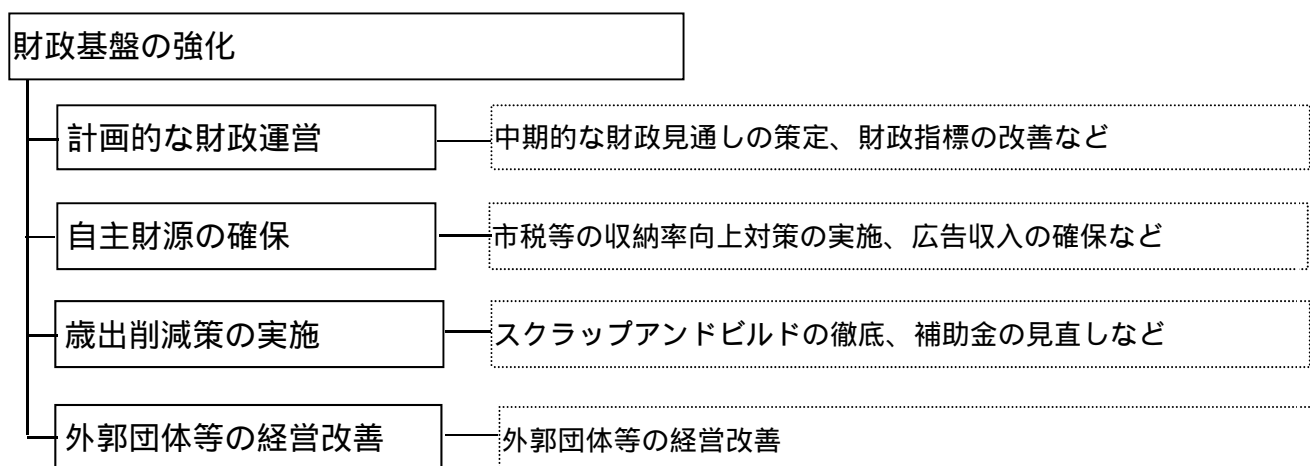 財政基盤の強化
計画的な財政運営
中期的な財政見通しの策定、財政指標の改善など
自主財源の確保
市税等の収納率向上対策の実施、広告収入の確保など
歳出削減策の実施
スクラップアンドビルドの徹底、補助金の見直しなど
外郭団体等の経営改善
外郭団体等の経営改善